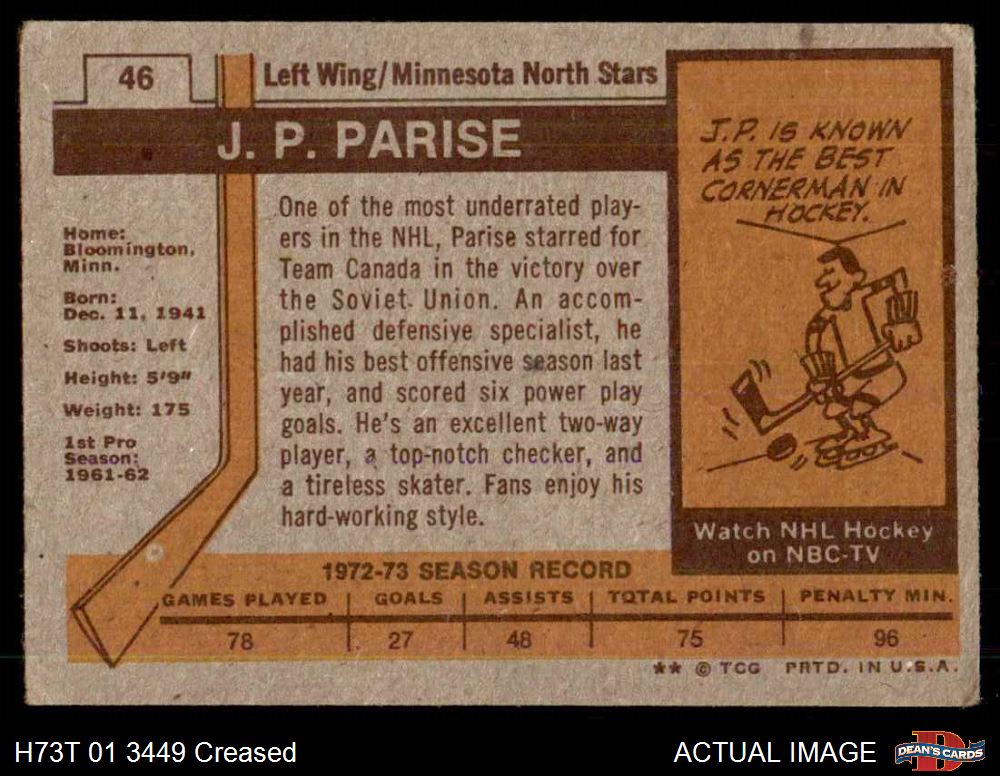 46
Left Wing/Minnesota North Stars
J. P. PARISE
Home:
Bloomington,
Minn.
Born:
Dec. 11, 1941
Shoots: Left
Height: 5'9"
Weight: 175
1st Pro
Season:
1961-62
One of the most underrated play-
ers in the NHL, Parise starred for
Team Canada in the victory over
the Soviet Union. An accom-
plished defensive specialist, he
had his best offensive season last
year, and scored six power play
goals. He's an excellent two-way
player, a top-notch checker, and
a tireless skater. Fans enjoy his
hard-working style.
J.P. IS KNOWN
AS THE BEST
CORNERMAN IN
HOCKEY.
Watch NHL Hockey
on NBC-TV
1972-73 SEASON RECORD
GAMES PLAYED GOALS ASSISTS TOTAL POINTS PENALTY MIN.
78 27 48 75 96
** © TCG PRTD. IN U.S.A.
H73T 01 3449 Creased
ACTUAL IMAGE
DEAN'S CARDS